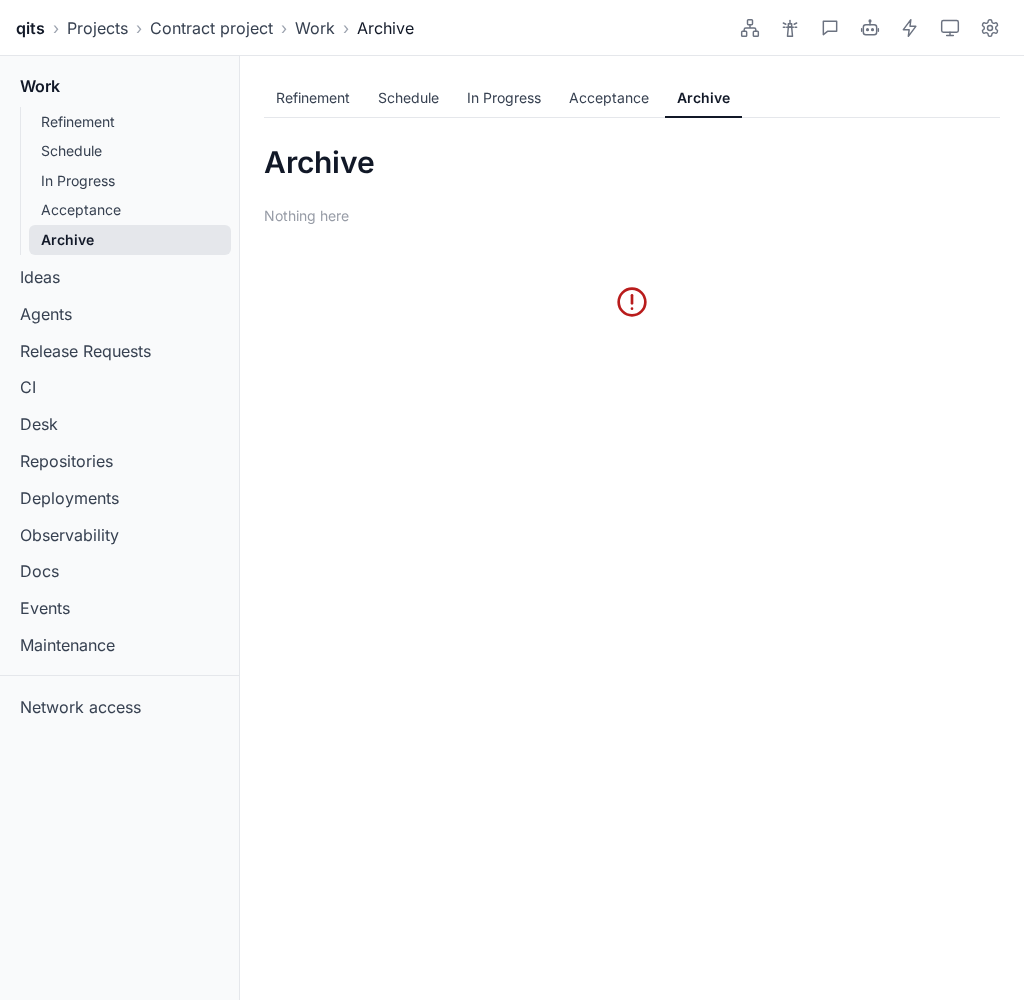 qits › Projects › Contract project › Work › Archive
Work
Refinement
Schedule
In Progress
Acceptance
Archive
Ideas
Agents
Release Requests
CI
Desk
Repositories
Deployments
Observability
Docs
Events
Maintenance
Network access
Refinement Schedule In Progress Acceptance Archive
Archive
Nothing here